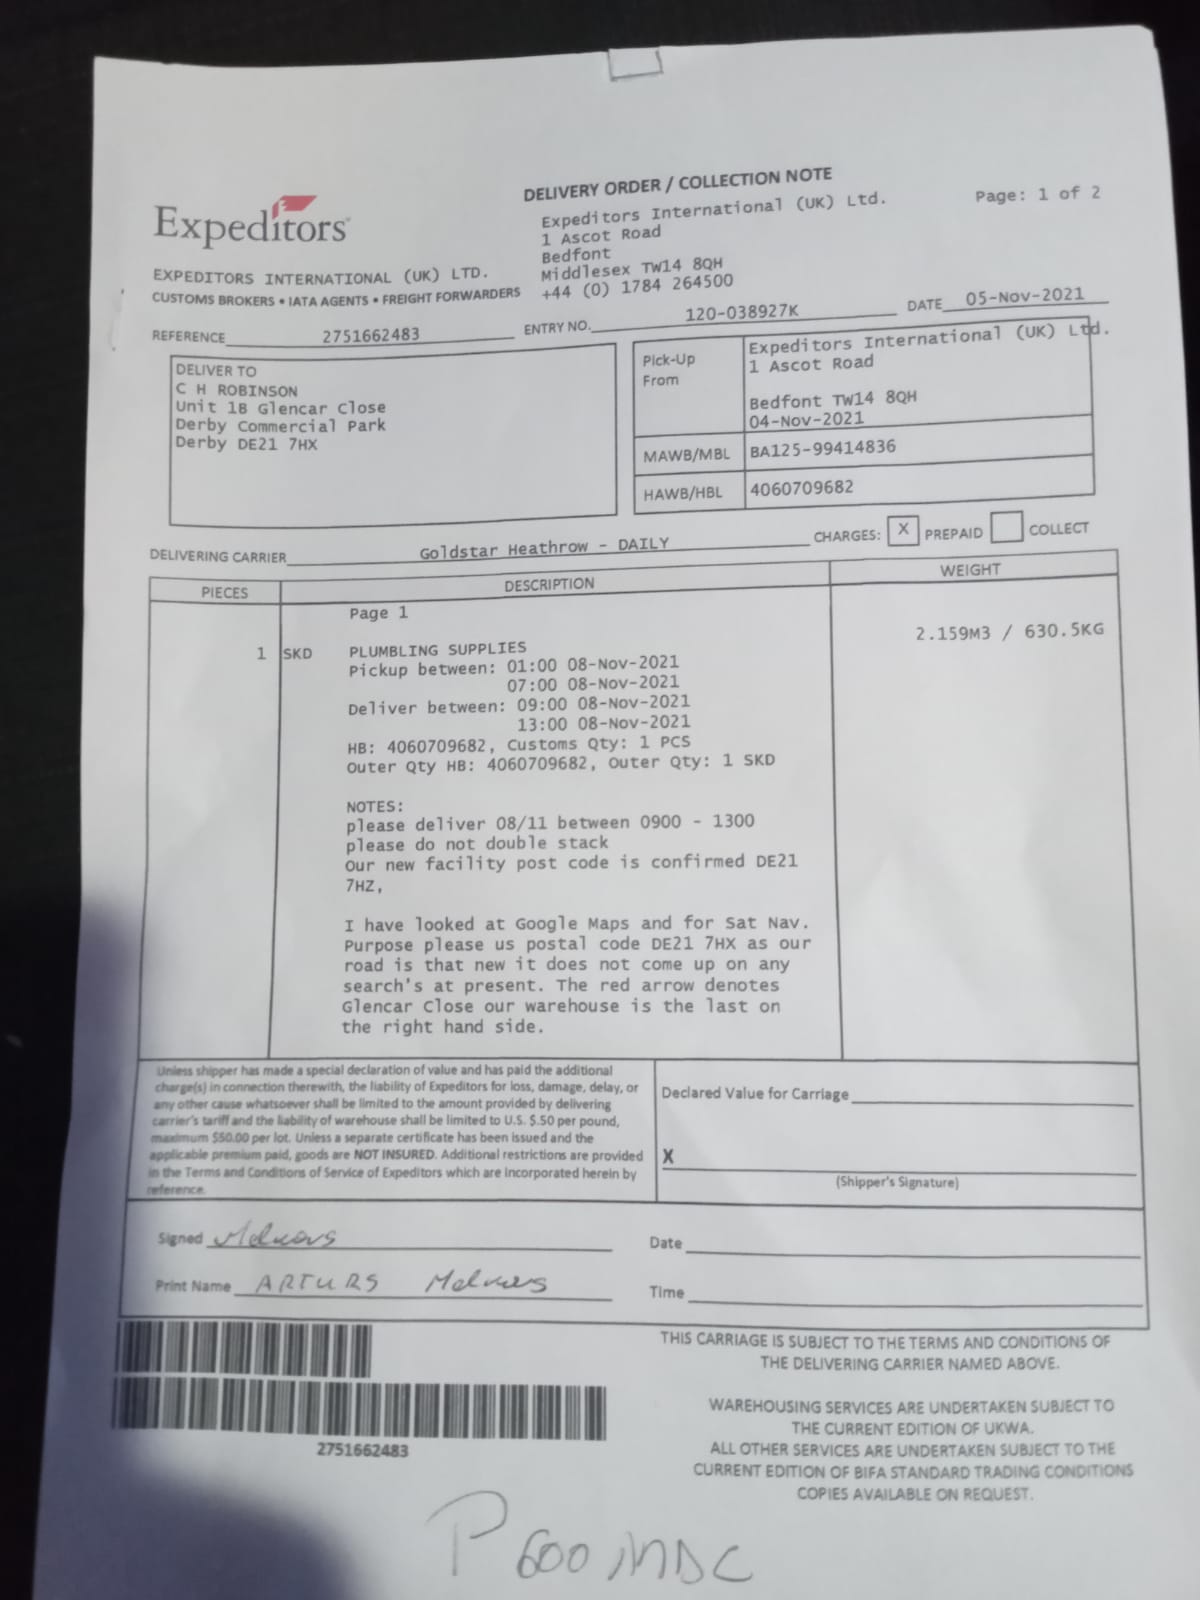 DELIVERY ORDER / COLLECTION NOTE
Expeditors
Expeditors International (UK) Ltd.
1 Ascot Road
Bedfont
Middlesex TW14 8QH
+44 (0) 1784 264500
Page: 1 of 2
EXPEDITORS INTERNATIONAL (UK) LTD.
CUSTOMS BROKERS • IATA AGENTS • FREIGHT FORWARDERS
REFERENCE 2751662483 ENTRY NO. 120-038927K DATE 05-Nov-2021
DELIVER TO
C H ROBINSON
Unit 1B Glencar Close
Derby Commercial Park
Derby DE21 7HX
Pick-Up From
Expeditors International (UK) Ltd.
1 Ascot Road
Bedfont TW14 8QH
04-Nov-2021
MAWB/MBL BA125-99414836
HAWB/HBL 4060709682
DELIVERING CARRIER Goldstar Heathrow - DAILY CHARGES: X PREPAID COLLECT
PIECES DESCRIPTION WEIGHT
Page 1
1 SKD PLUMBLING SUPPLIES 2.159M3 / 630.5KG
Pickup between: 01:00 08-Nov-2021
07:00 08-Nov-2021
Deliver between: 09:00 08-Nov-2021
13:00 08-Nov-2021
HB: 4060709682, Customs Qty: 1 PCS
Outer Qty HB: 4060709682, Outer Qty: 1 SKD
NOTES:
please deliver 08/11 between 0900 - 1300
please do not double stack
Our new facility post code is confirmed DE21
7HZ,
I have looked at Google Maps and for Sat Nav.
Purpose please us postal code DE21 7HX as our
road is that new it does not come up on any
search's at present. The red arrow denotes
Glencar Close our warehouse is the last on
the right hand side.
Unless shipper has made a special declaration of value and has paid the additional
charge(s) in connection therewith, the liability of Expeditors for loss, damage, delay, or
any other cause whatsoever shall be limited to the amount provided by delivering
carrier's tariff and the liability of warehouse shall be limited to U.S. $.50 per pound,
maximum $50.00 per lot. Unless a separate certificate has been issued and the
applicable premium paid, goods are NOT INSURED. Additional restrictions are provided
in the Terms and Conditions of Service of Expeditors which are incorporated herein by
reference.
Declared Value for Carriage
X
(Shipper's Signature)
Signed
Date
Print Name ARTURS
Time
2751662483
THIS CARRIAGE IS SUBJECT TO THE TERMS AND CONDITIONS OF
THE DELIVERING CARRIER NAMED ABOVE.
WAREHOUSING SERVICES ARE UNDERTAKEN SUBJECT TO
THE CURRENT EDITION OF UKWA.
ALL OTHER SERVICES ARE UNDERTAKEN SUBJECT TO THE
CURRENT EDITION OF BIFA STANDARD TRADING CONDITIONS
COPIES AVAILABLE ON REQUEST.
P600MDC